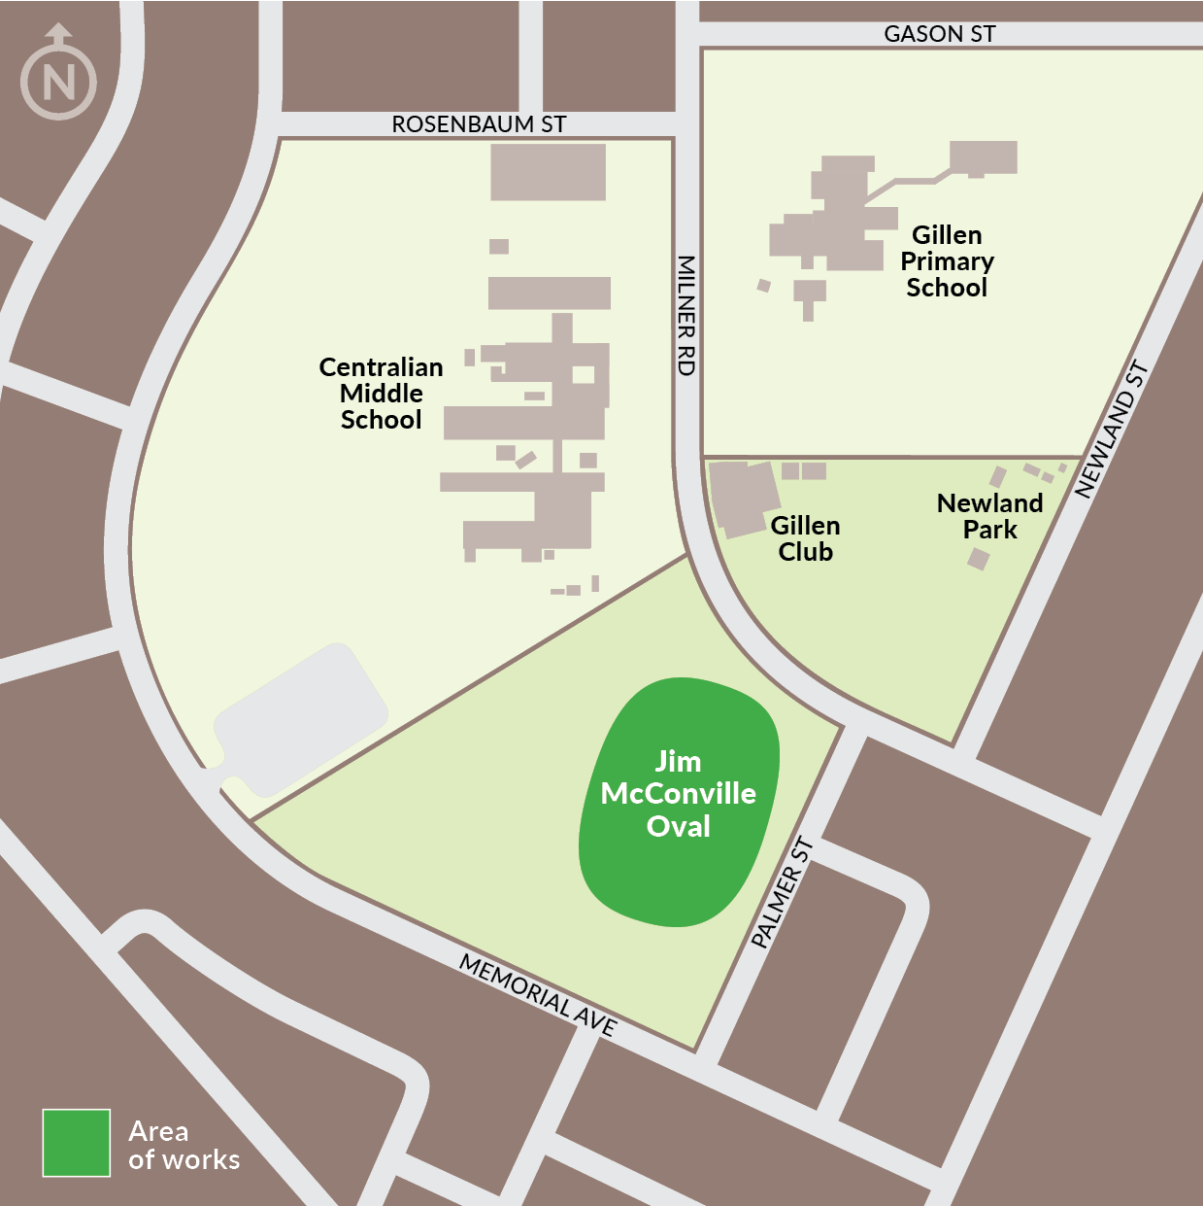 N
GASON ST
ROSENBAUM ST
MILNER RD
Gillen
Primary
School
Centralian
Middle
School
NEWLAND ST
Newland
Park
Gillen
Club
Jim
McConville
Oval
PALMER ST
MEMORIAL AVE
Area
of works